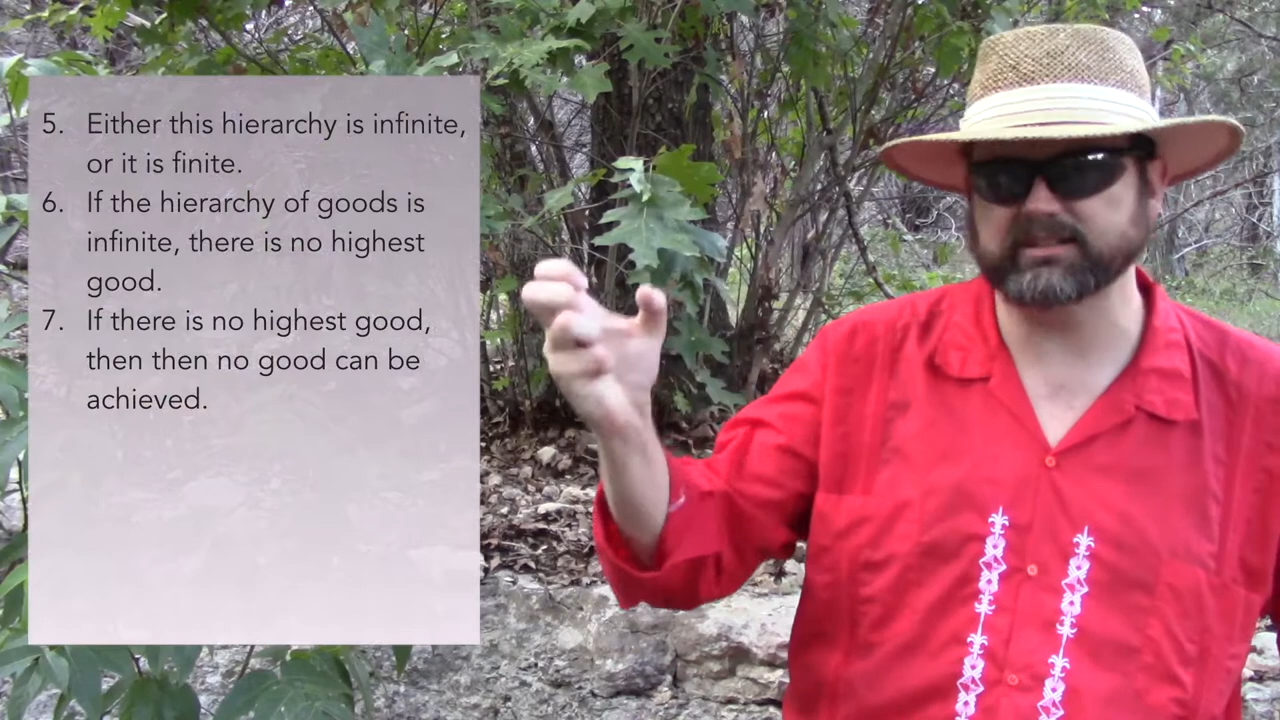 5. Either this hierarchy is infinite,
or it is finite.
6. If the hierarchy of goods is
infinite, there is no highest
good.
7. If there is no highest good,
then then no good can be
achieved.